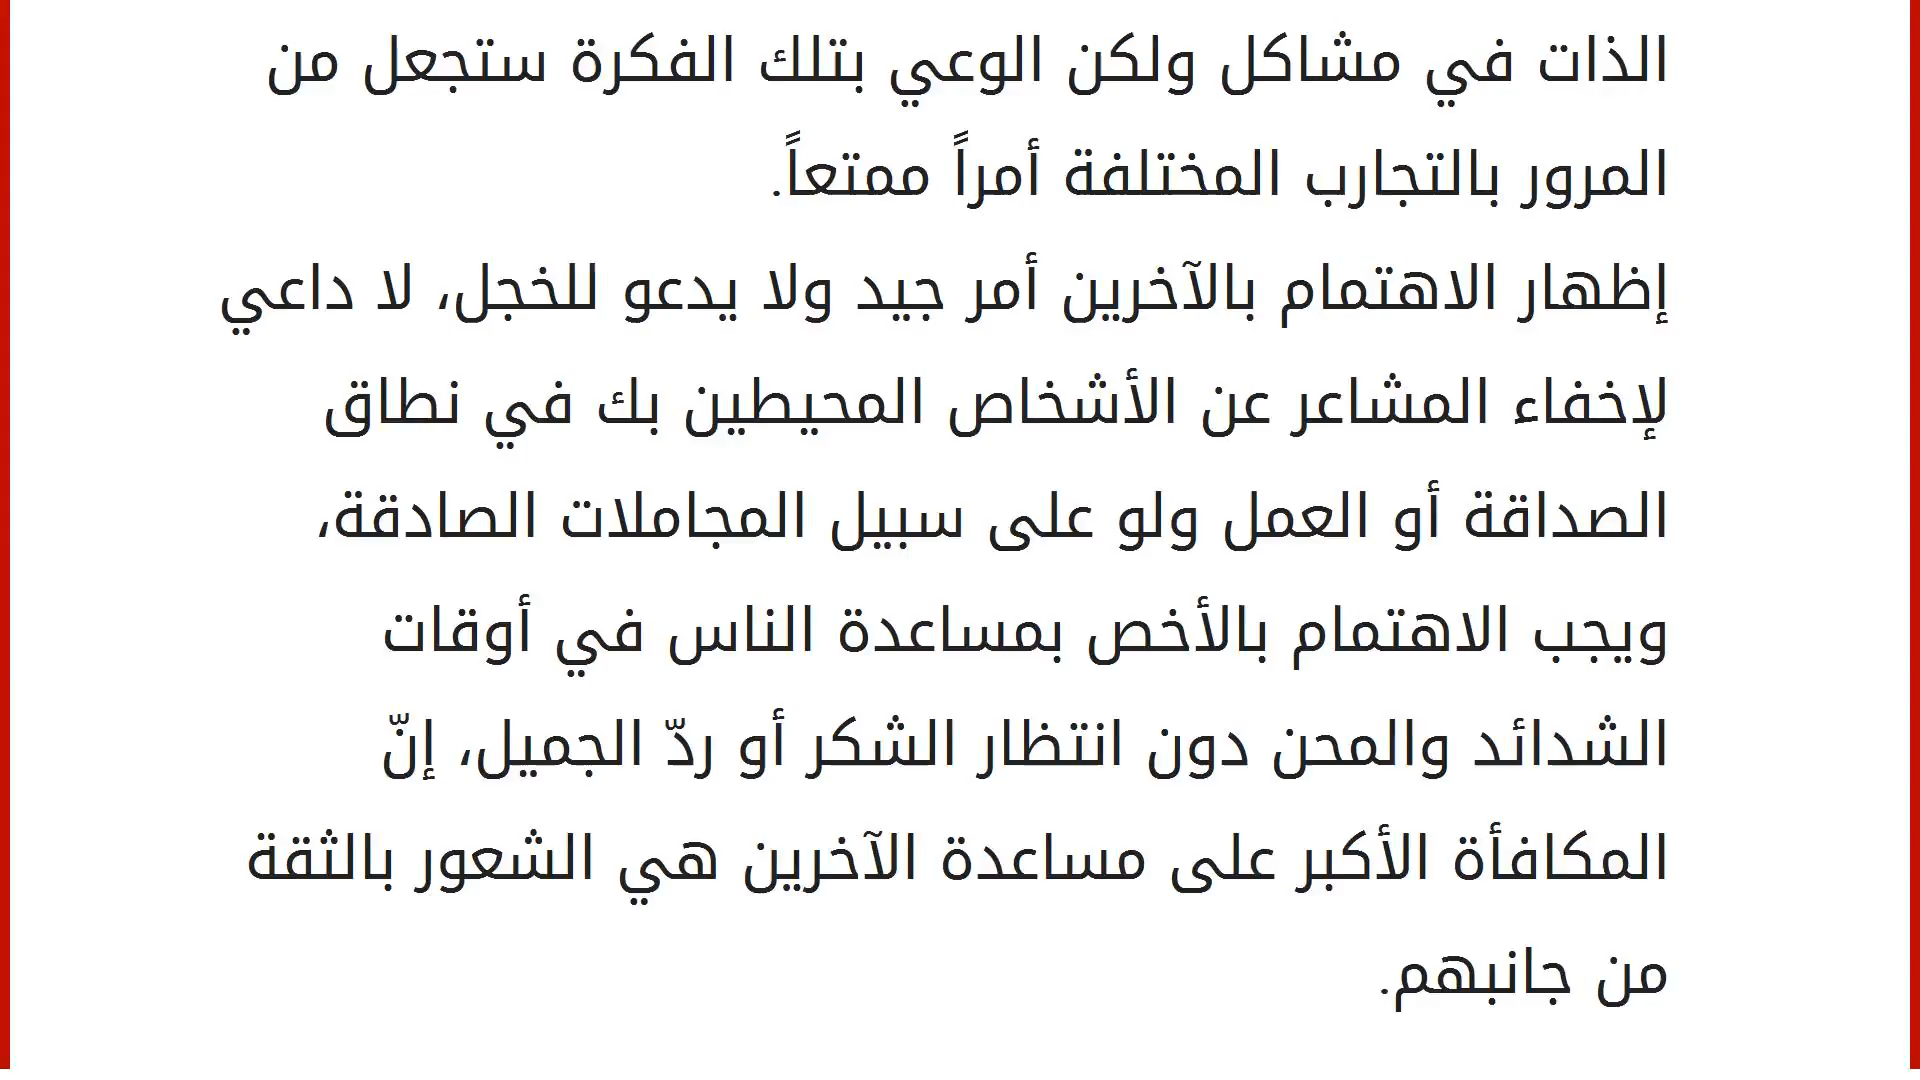 الذات في مشاكل ولكن الوعي بتلك الفكرة ستجعل من
المرور بالتجارب المختلفة أمراً ممتعاً.
إظهار الاهتمام بالآخرين أمر جيد ولا يدعو للخجل، لا داعي
لإخفاء المشاعر عن الأشخاص المحيطين بك في نطاق
الصداقة أو العمل ولو على سبيل المجاملات الصادقة،
ويجب الاهتمام بالأخص بمساعدة الناس في أوقات
الشدائد والمحن دون انتظار الشكر أو ردّ الجميل، إنّ
المكافأة الأكبر على مساعدة الآخرين هي الشعور بالثقة
من جانبهم.